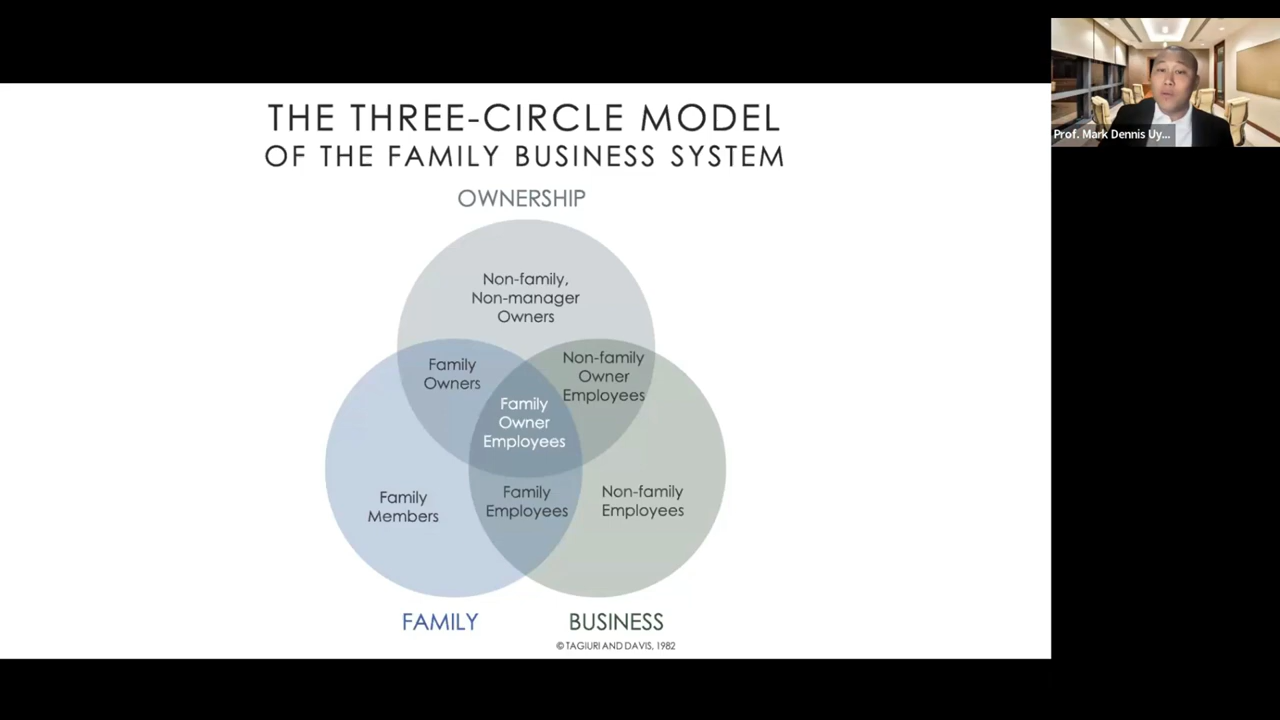 THE THREE-CIRCLE MODEL
OF THE FAMILY BUSINESS SYSTEM
OWNERSHIP
Non-family,
Non-manager
Owners
Family
Owners
Non-family
Owner
Employees
Family
Owner
Employees
Family
Members
Family
Employees
Non-family
Employees
FAMILY
BUSINESS
© TAGIURI AND DAVIS, 1982
Prof. Mark Dennis Uy...